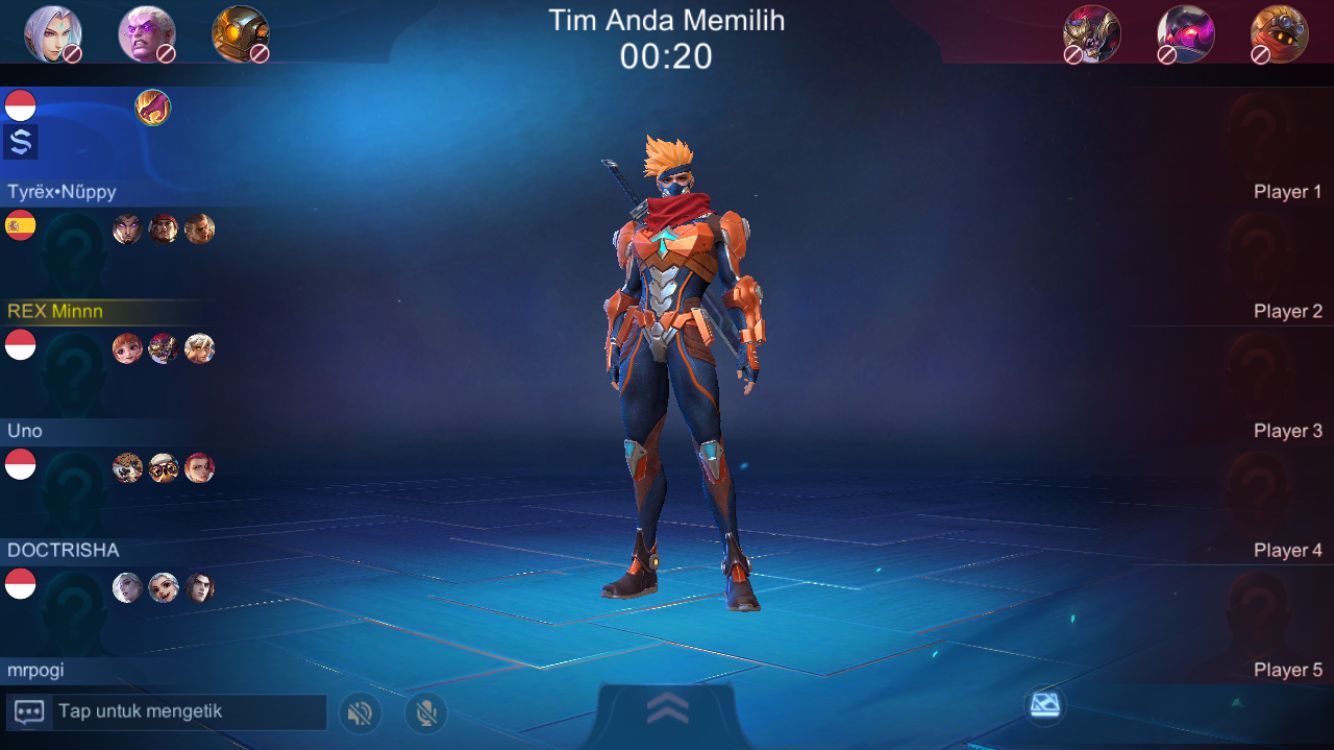 Tim Anda Memilih
00:20
Tyrëx•Nűppy
REX Minnn
Uno
DOCTRISHA
mrpogi
Tap untuk mengetik
Player 1
Player 2
Player 3
Player 4
Player 5